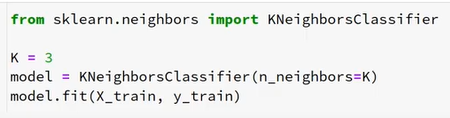 from sklearn.neighbors import KNeighborsClassifier
K = 3
model = KNeighborsClassifier(n_neighbors=K)
model.fit(X_train, y_train)